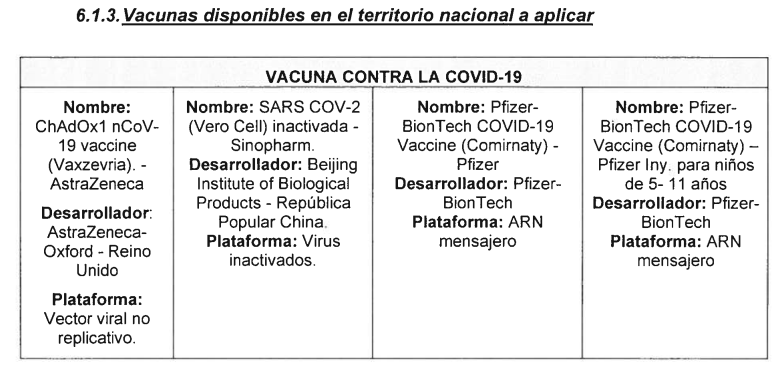 6.1.3. Vacunas disponibles en el territorio nacional a aplicar
VACUNA CONTRA LA COVID-19
Nombre:
ChAdOx1 nCoV-
19 vaccine
(Vaxzevria). -
AstraZeneca
Desarrollador:
AstraZeneca-
Oxford - Reino
Unido
Plataforma:
Vector viral no
replicativo.
Nombre: SARS COV-2
(Vero Cell) inactivada -
Sinopharm.
Desarrollador: Beijing
Institute of Biological
Products - República
Popular China.
Plataforma: Virus
inactivados.
Nombre: Pfizer-
BionTech COVID-19
Vaccine (Comirnaty) -
Pfizer
Desarrollador: Pfizer-
BionTech
Plataforma: ARN
mensajero
Nombre: Pfizer-
BionTech COVID-19
Vaccine (Comirnaty) –
Pfizer Iny. para niños
de 5- 11 años
Desarrollador: Pfizer-
BionTech
Plataforma: ARN
mensajero